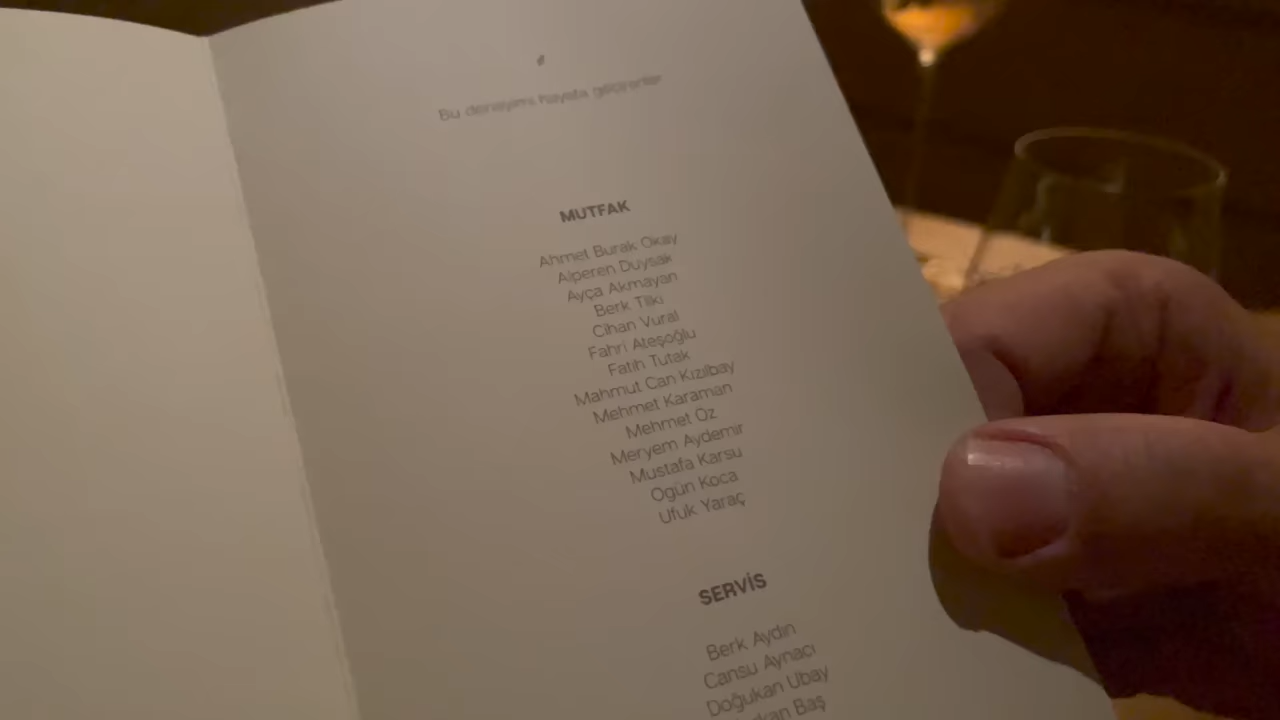 Bu deneyimi hayata geçirenler
MUTFAK
Ahmet Burak Okay
Alperen Duysak
Ayça Akmayan
Berk Tilki
Cihan Vural
Fahri Ateşoğlu
Fatih Tutak
Mahmut Can Kızılbay
Mehmet Karaman
Mehmet Öz
Meryem Aydemir
Mustafa Karsu
Ogün Koca
Ufuk Yaraç
SERVİS
Berk Aydın
Cansu Aynacı
Doğukan Ubay
Baş